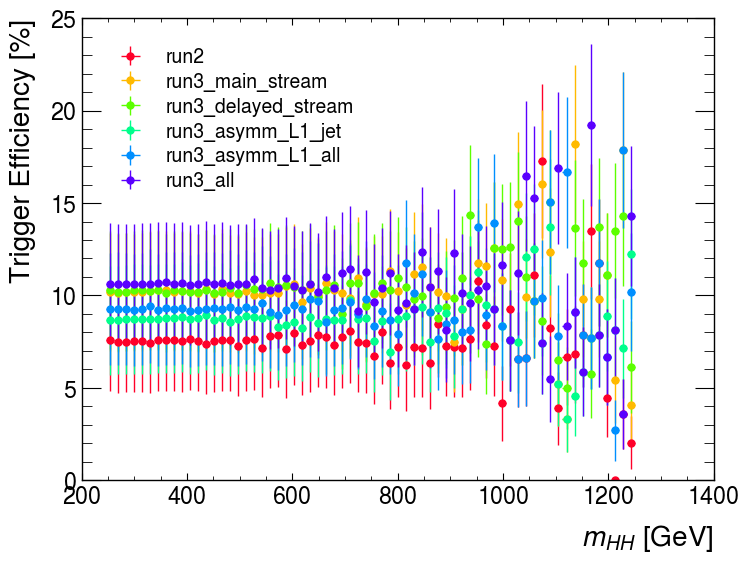 Trigger Efficiency [%]
25
20
15
10
5
0
run2
run3_main_stream
run3_delayed_stream
run3_asymm_L1_jet
run3_asymm_L1_all
run3_all
200 400 600 800 1000 1200 1400
m_HH [GeV]